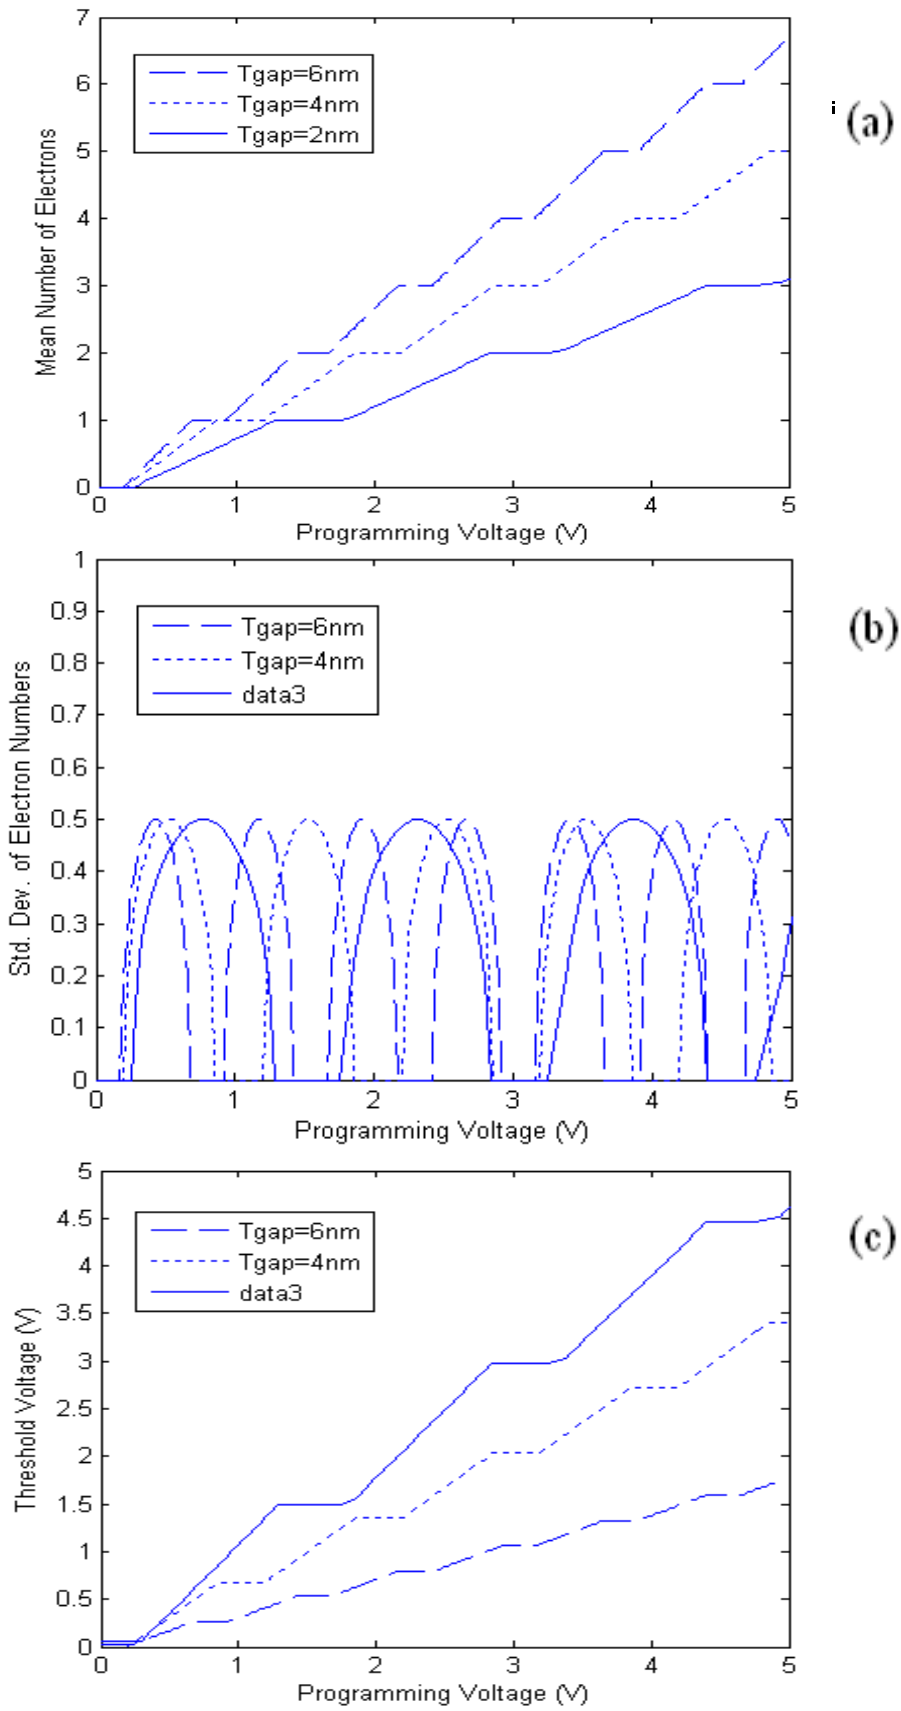 7
6
5
4
3
2
1
0
Mean Number of Electrons
Tgap=6nm
Tgap=4nm
Tgap=2nm
i
(a)
0 1 2 3 4 5
Programming Voltage (V)
1
0.9
0.8
0.7
0.6
0.5
0.4
0.3
0.2
0.1
0
Std. Dev. of Electron Numbers
Tgap=6nm
Tgap=4nm
data3
(b)
0 1 2 3 4 5
Programming Voltage (V)
5
4.5
4
3.5
3
2.5
2
1.5
1
0.5
0
Threshold Voltage (V)
Tgap=6nm
Tgap=4nm
data3
(c)
0 1 2 3 4 5
Programming Voltage (V)